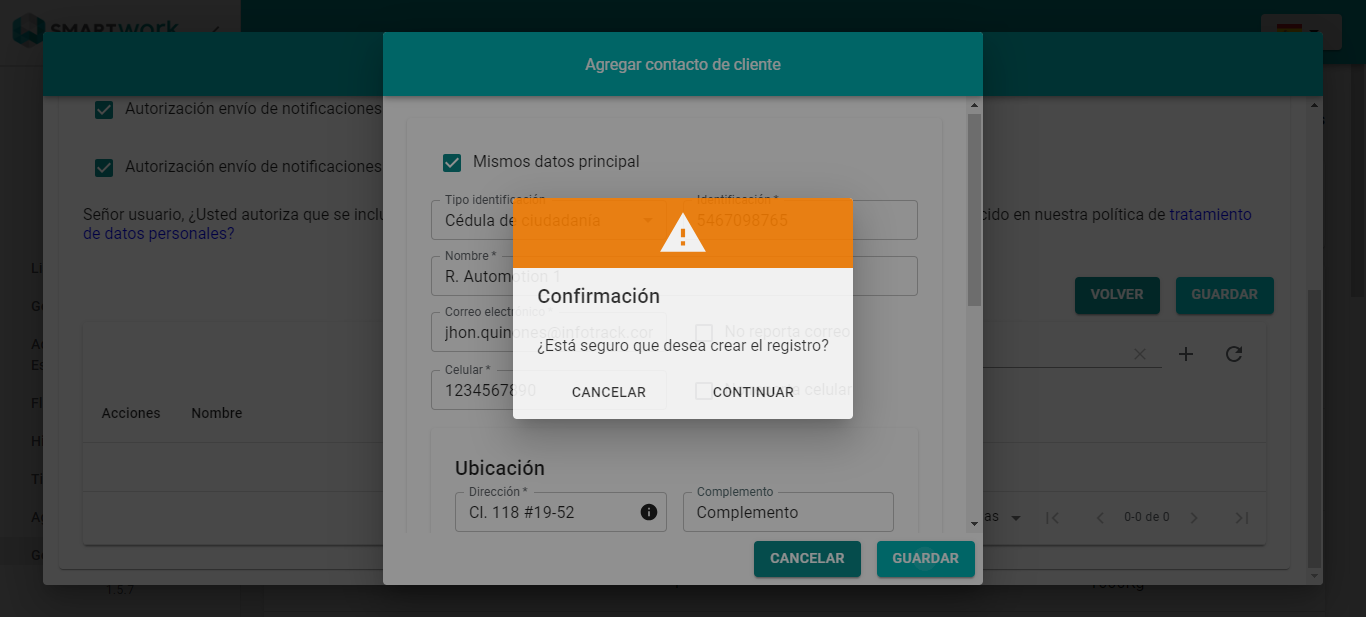 SMARTWOrk
Agregar contacto de cliente
Autorización envío de notificaciones
Mismos datos principal
Autorización envío de notificaciones
Tipo identificación
Identificación *
Cédula de ciudadanía
5467098765
Señor usuario, ¿Usted autoriza que se inclu
cido en nuestra política de tratamiento
de datos personales?
Nombre *
R. Automotion 1
Confirmación
VOLVER
GUARDAR
Correo electrónico *
jhon.quinones@infotrack.cor
No reporta correo
¿Está seguro que desea crear el registro?
Celular *
1234567890
celular
CANCELAR
CONTINUAR
Acciones
Nombre
Ubicación
Dirección *
Cl. 118 #19-52
Complemento
Complemento
as
0-0 de 0
CANCELAR
GUARDAR
1.5.7